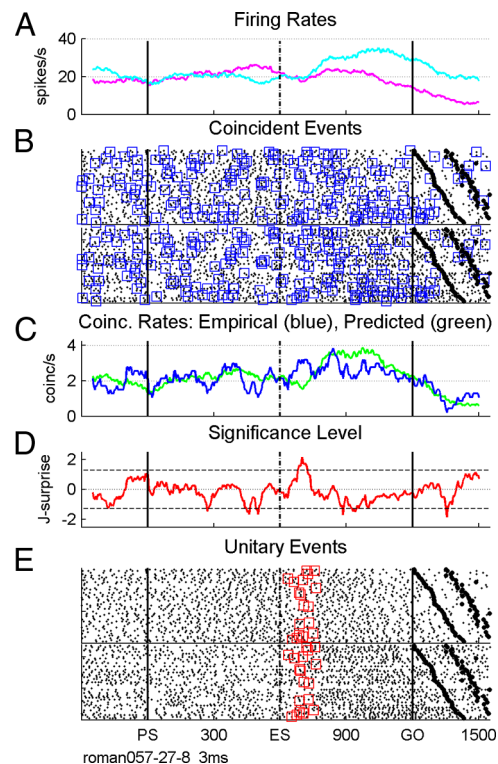 A
Firing Rates
spikes/s
40
20
0
B
Coincident Events
C
Coinc. Rates: Empirical (blue), Predicted (green)
coinc/s
4
2
0
D
Significance Level
J-surprise
2
0
-2
E
Unitary Events
PS 300 ES 900 GO 1500
roman057-27-8 3ms